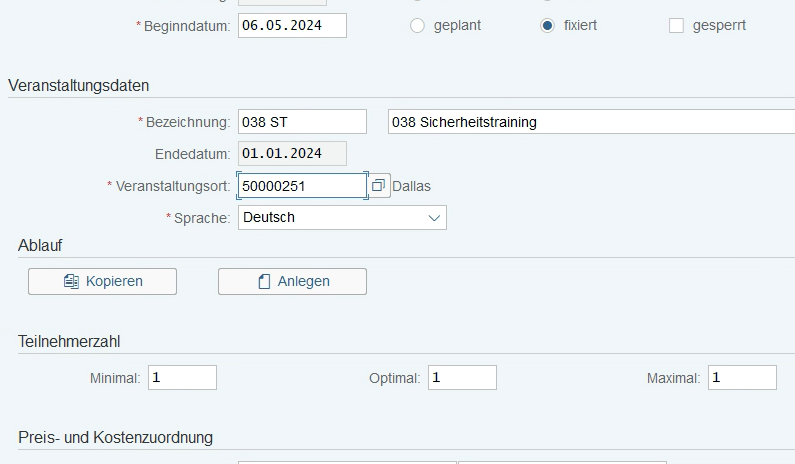 * Beginndatum: 06.05.2024 geplant fixiert gesperrt
Veranstaltungsdaten
* Bezeichnung: 038 ST 038 Sicherheitstraining
Endedatum: 01.01.2024
* Veranstaltungsort: 50000251 Dallas
* Sprache: Deutsch
Ablauf
Kopieren Anlegen
Teilnehmerzahl
Minimal: 1 Optimal: 1 Maximal: 1
Preis- und Kostenzuordnung